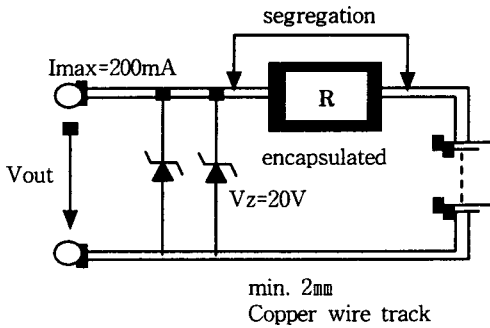 segregation
Imax=200mA
R
encapsulated
Vout
Vz=20V
min. 2㎜
Copper wire track